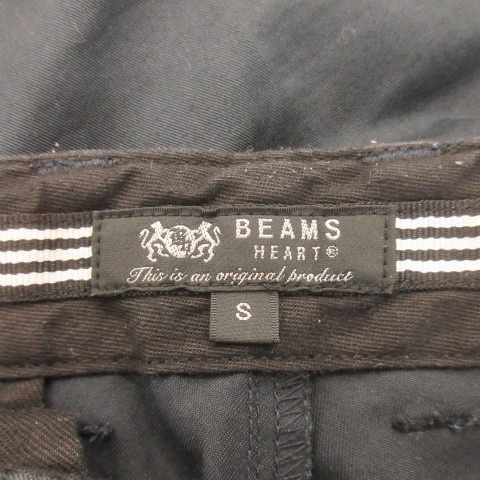 BEAMS
HEART®
This is an original product
S